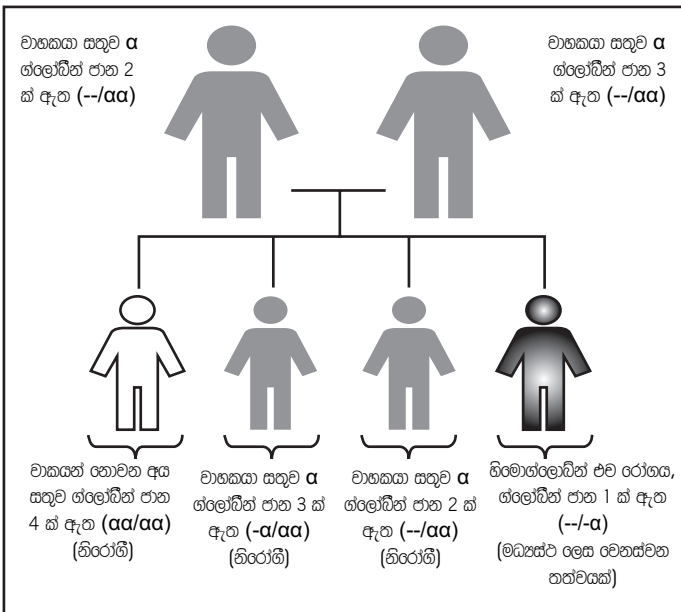 වාහකයා සතුව α
ග්ලෝබීන් ජාන 2
ක් ඇත (--/αα)
වාහකයා සතුව α
ග්ලෝබීන් ජාන 3
ක් ඇත (--/αα)
වාකයන් නොවන අය
සතුව ග්ලෝබීන් ජාන
4 ක් ඇත (αα/αα)
(නිරෝගී)
වාහකයා සතුව α
ග්ලෝබීන් ජාන 3 ක්
ඇත (-α/αα)
(නිරෝගී)
වාහකයා සතුව α
ග්ලෝබීන් ජාන 2 ක්
ඇත (--/αα)
(නිරෝගී)
හිමොග්ලොබින් එච රෝගය,
ග්ලෝබීන් ජාන 1 ක් ඇත
(--/-α)
(මධ්‍යස්ථ ලෙස වෙනස්වන
තත්වයක්)